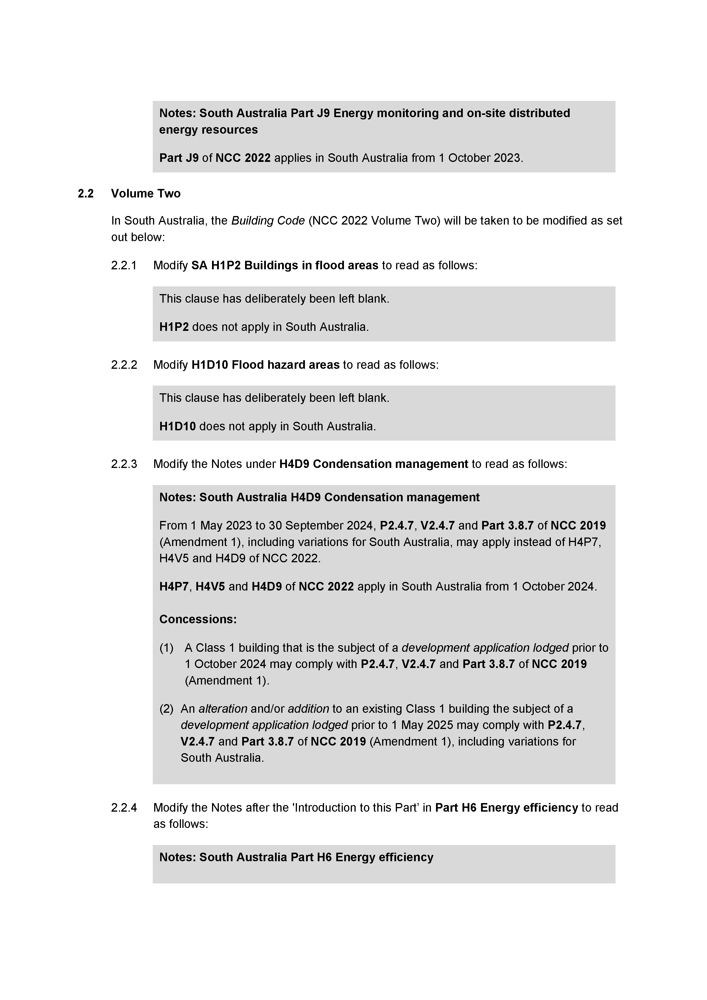 Notes: South Australia Part J9 Energy monitoring and on-site distributed
energy resources
Part J9 of NCC 2022 applies in South Australia from 1 October 2023.
2.2 Volume Two
In South Australia, the Building Code (NCC 2022 Volume Two) will be taken to be modified as set
out below:
2.2.1 Modify SA H1P2 Buildings in flood areas to read as follows:
This clause has deliberately been left blank.
H1P2 does not apply in South Australia.
2.2.2 Modify H1D10 Flood hazard areas to read as follows:
This clause has deliberately been left blank.
H1D10 does not apply in South Australia.
2.2.3 Modify the Notes under H4D9 Condensation management to read as follows:
Notes: South Australia H4D9 Condensation management
From 1 May 2023 to 30 September 2024, P2.4.7, V2.4.7 and Part 3.8.7 of NCC 2019
(Amendment 1), including variations for South Australia, may apply instead of H4P7,
H4V5 and H4D9 of NCC 2022.
H4P7, H4V5 and H4D9 of NCC 2022 apply in South Australia from 1 October 2024.
Concessions:
(1) A Class 1 building that is the subject of a development application lodged prior to
1 October 2024 may comply with P2.4.7, V2.4.7 and Part 3.8.7 of NCC 2019
(Amendment 1).
(2) An alteration and/or addition to an existing Class 1 building the subject of a
development application lodged prior to 1 May 2025 may comply with P2.4.7,
V2.4.7 and Part 3.8.7 of NCC 2019 (Amendment 1), including variations for
South Australia.
2.2.4 Modify the Notes after the 'Introduction to this Part’ in Part H6 Energy efficiency to read
as follows:
Notes: South Australia Part H6 Energy efficiency